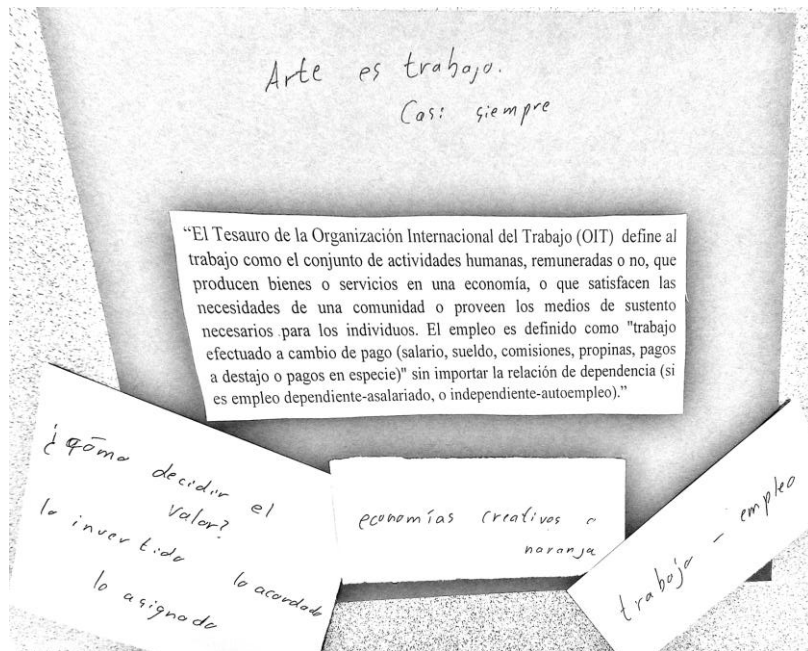 Arte es trabajo.
Casi siempre
“El Tesauro de la Organización Internacional del Trabajo (OIT) define al
trabajo como el conjunto de actividades humanas, remuneradas o no, que
producen bienes o servicios en una economía, o que satisfacen las
necesidades de una comunidad o proveen los medios de sustento
necesarios para los individuos. El empleo es definido como "trabajo
efectuado a cambio de pago (salario, sueldo, comisiones, propinas, pagos
a destajo o pagos en especie)" sin importar la relación de dependencia (si
es empleo dependiente-asalariado, o independiente-autoempleo).”
¿Cómo decidir el
valor?
lo invertido
lo acordado
lo asignado
economías creativas o
naranja
trabajo - empleo